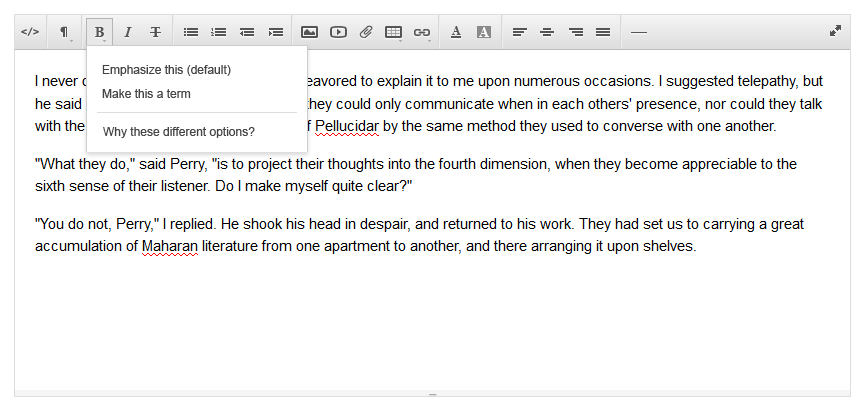 </> ¶ B I T A A
Emphasize this (default)
Make this a term
Why these different options?
I never eavored to explain it to me upon numerous occasions. I suggested telepathy, but
he said they could only communicate when in each others' presence, nor could they talk
with the f Pellucidar by the same method they used to converse with one another.
"What they do," said Perry, "is to project their thoughts into the fourth dimension, when they become appreciable to the
sixth sense of their listener. Do I make myself quite clear?"
"You do not, Perry," I replied. He shook his head in despair, and returned to his work. They had set us to carrying a great
accumulation of Maharan literature from one apartment to another, and there arranging it upon shelves.